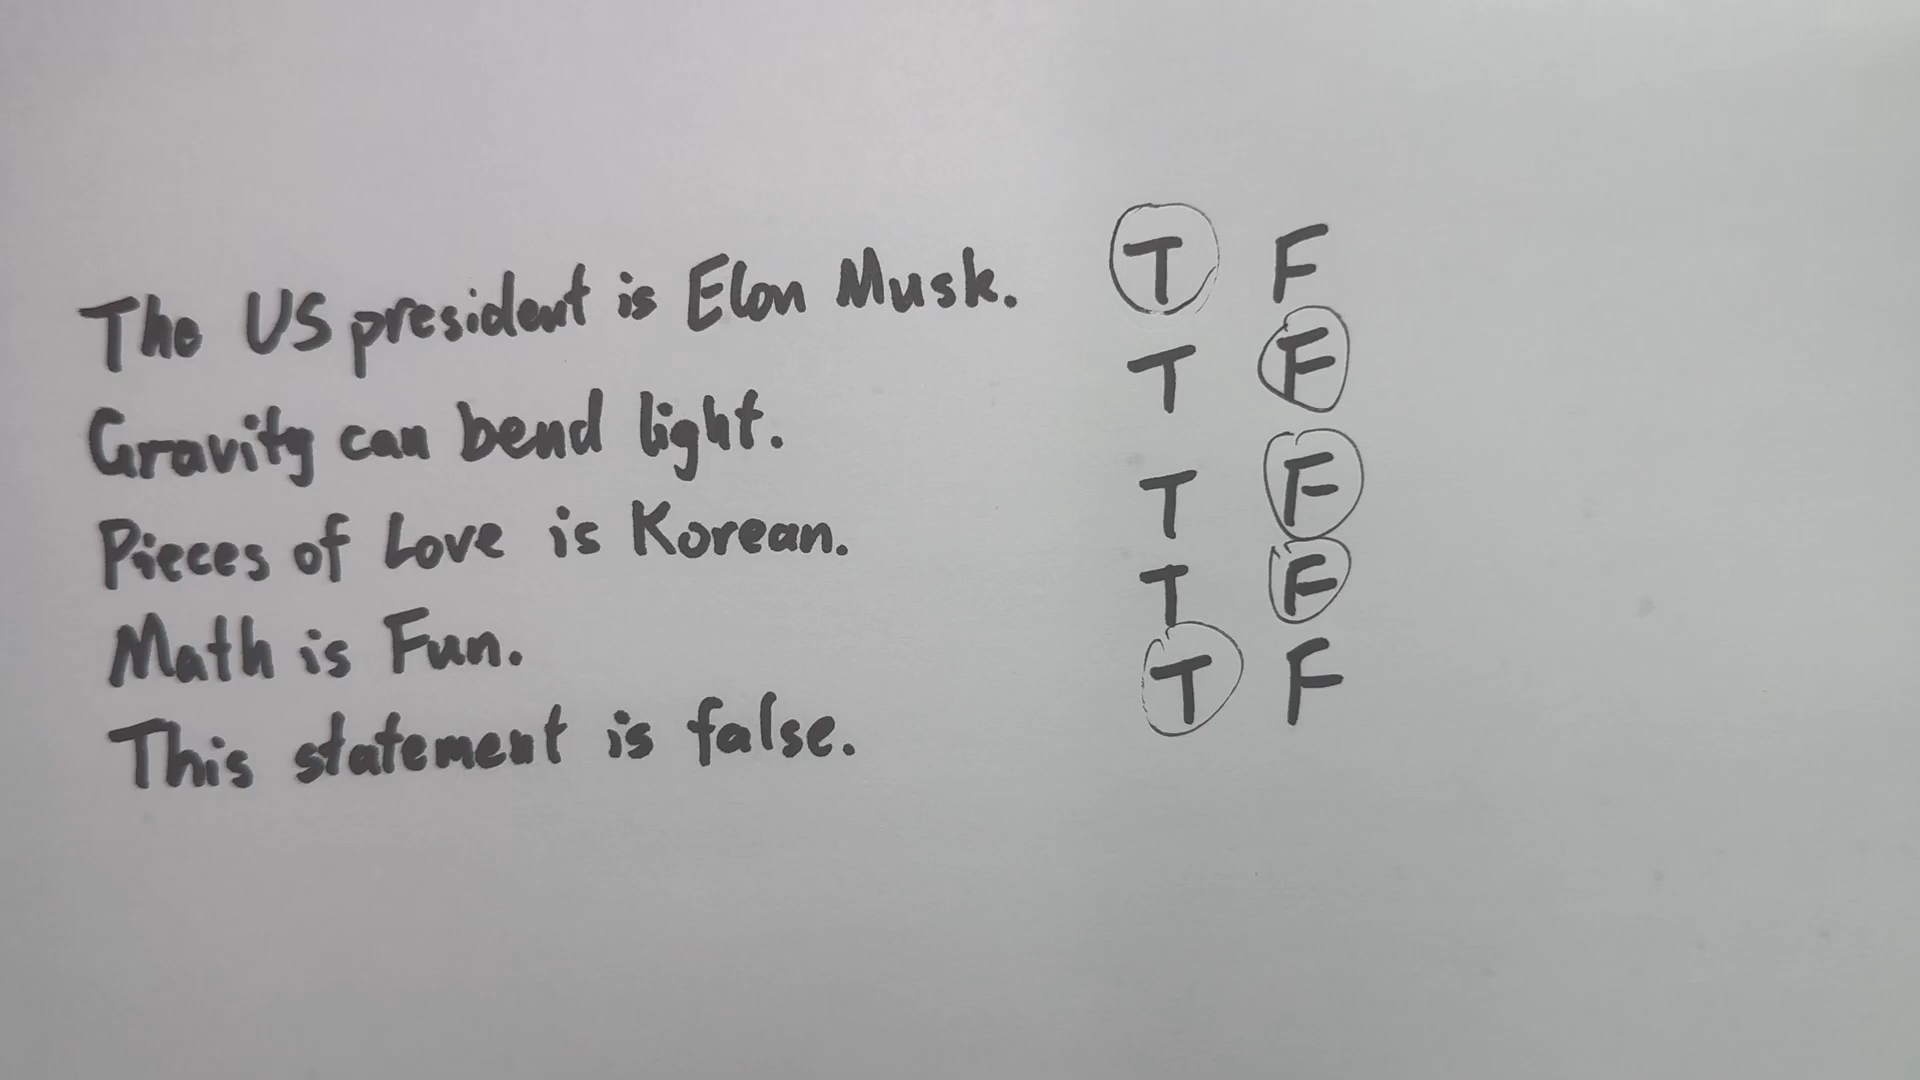 The US president is Elon Musk. T F
Gravity can bend light. T F
Pieces of Love is Korean. T F
Math is Fun. T F
This statement is false. T F